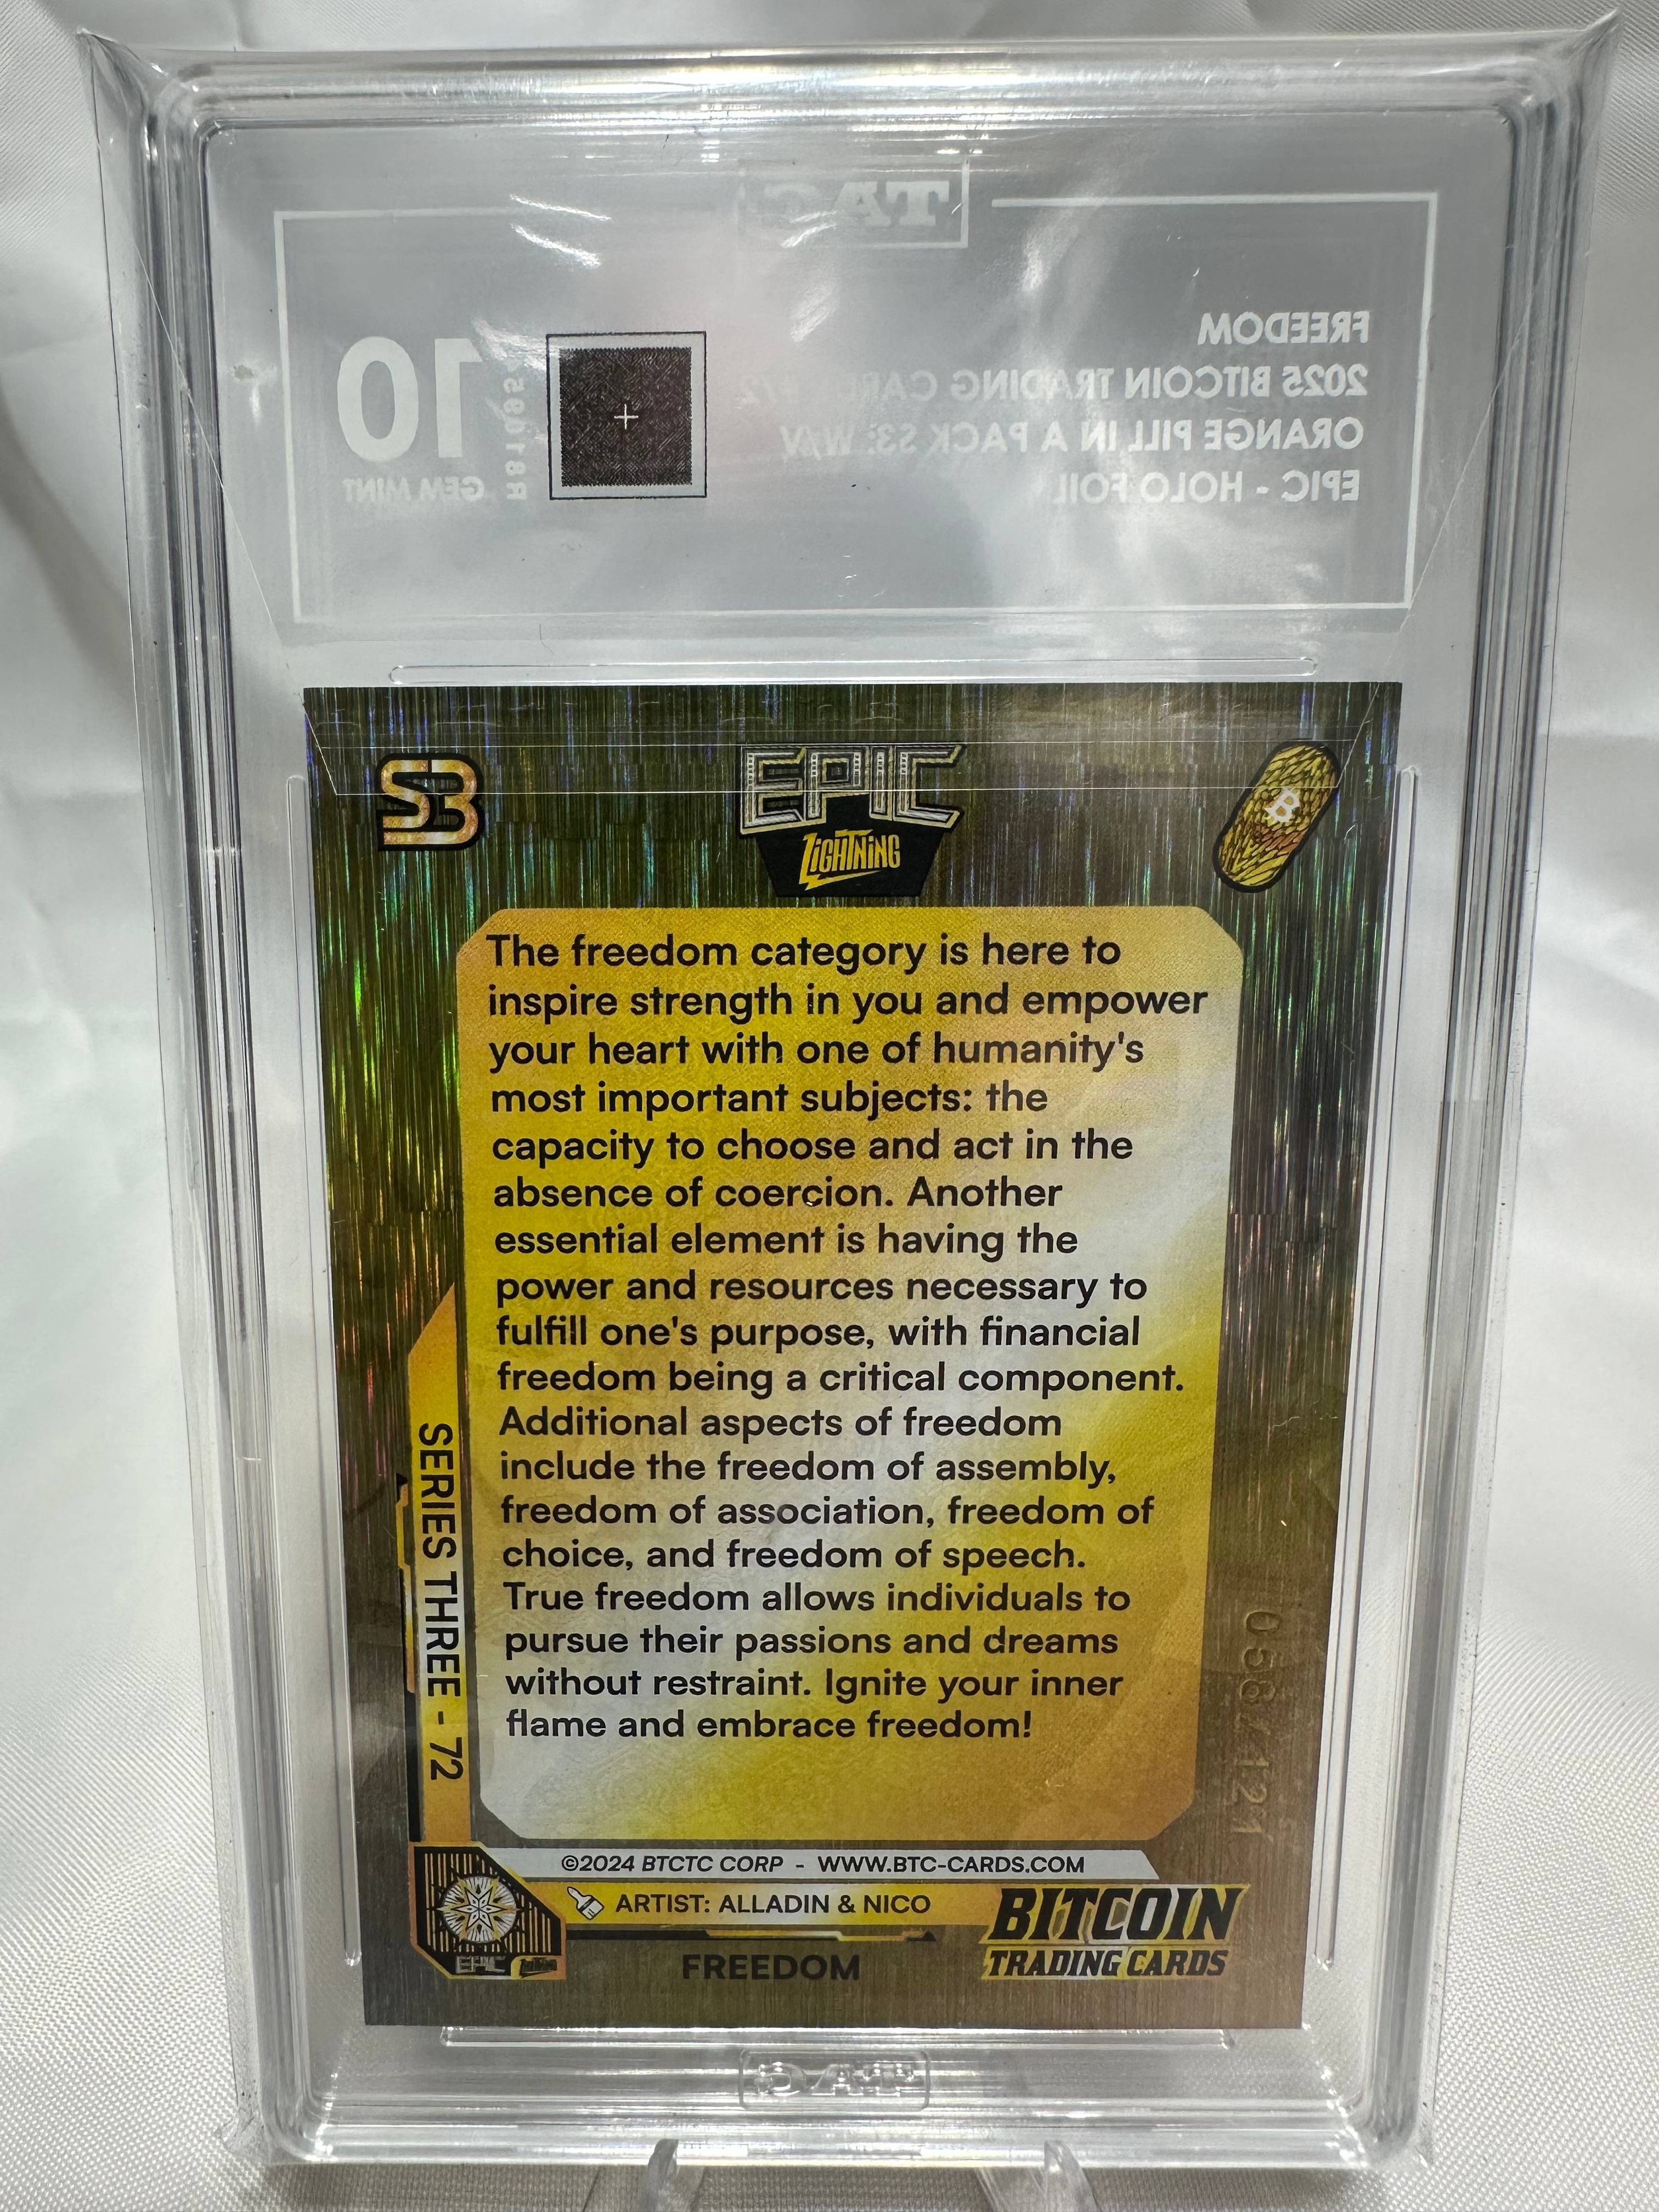 TAG
FREEDOM
2025 BITCOIN TRADING CARD
ORANGE PILL IN A PACK S3:
EPIC - HOLO FOIL
10
GEM MINT
S3
EPIC
LIGHTNING
B
The freedom category is here to
inspire strength in you and empower
your heart with one of humanity's
most important subjects: the
capacity to choose and act in the
absence of coercion. Another
essential element is having the
power and resources necessary to
fulfill one's purpose, with financial
freedom being a critical component.
Additional aspects of freedom
include the freedom of assembly,
freedom of association, freedom of
choice, and freedom of speech.
True freedom allows individuals to
pursue their passions and dreams
without restraint. Ignite your inner
flame and embrace freedom!
SERIES THREE - 72
058/121
©2024 BTCTC CORP - WWW.BTC-CARDS.COM
ARTIST: ALLADIN & NICO
BITCOIN
TRADING CARDS
EPIC
FREEDOM
TAG